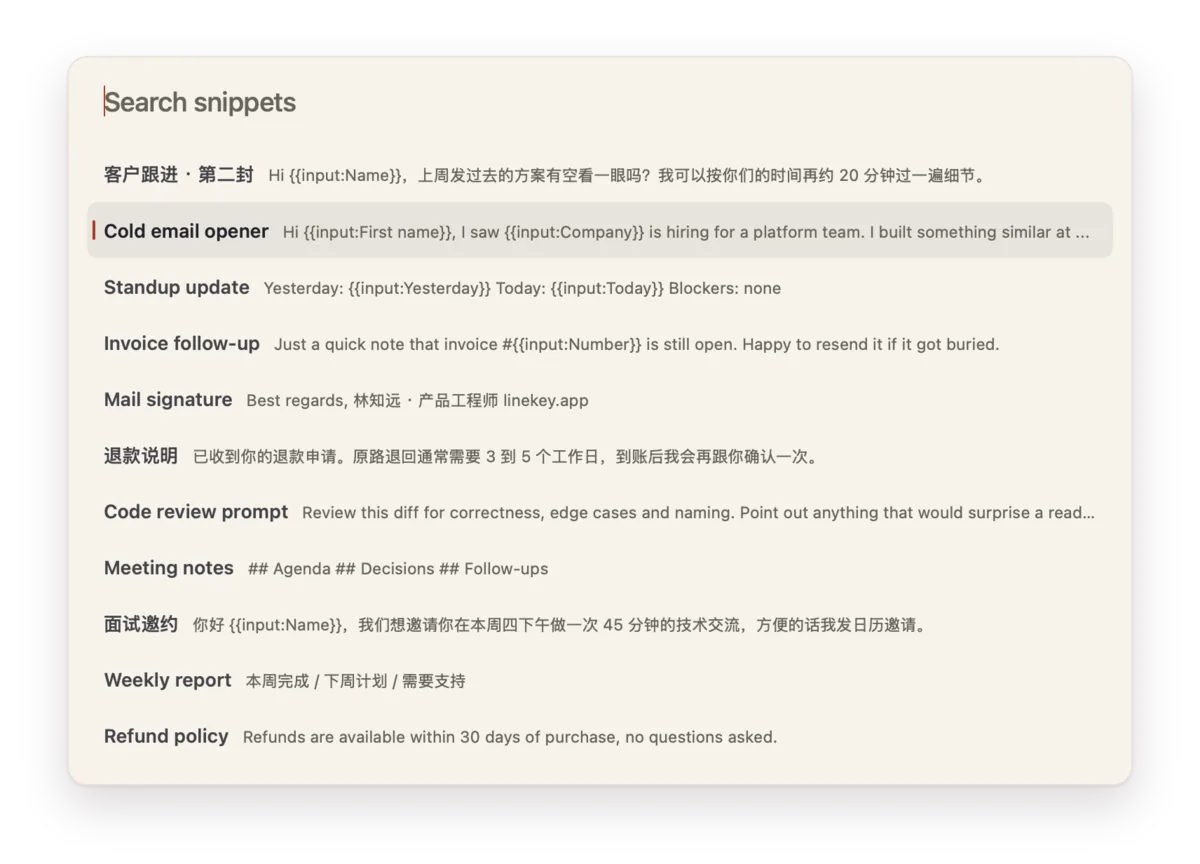 Search snippets
客户跟进 · 第二封 Hi {{input:Name}}，上周发过去的方案有空看一眼吗？我可以按你们的时间再约 20 分钟过一遍细节。
Cold email opener Hi {{input:First name}}, I saw {{input:Company}} is hiring for a platform team. I built something similar at ...
Standup update Yesterday: {{input:Yesterday}} Today: {{input:Today}} Blockers: none
Invoice follow-up Just a quick note that invoice #{{input:Number}} is still open. Happy to resend it if it got buried.
Mail signature Best regards, 林知远 · 产品工程师 linekey.app
退款说明 已收到你的退款申请。原路退回通常需要 3 到 5 个工作日，到账后我会再跟你确认一次。
Code review prompt Review this diff for correctness, edge cases and naming. Point out anything that would surprise a read...
Meeting notes ## Agenda ## Decisions ## Follow-ups
面试邀约 你好 {{input:Name}}，我们想邀请你在本周四下午做一次 45 分钟的技术交流，方便的话我发日历邀请。
Weekly report 本周完成 / 下周计划 / 需要支持
Refund policy Refunds are available within 30 days of purchase, no questions asked.